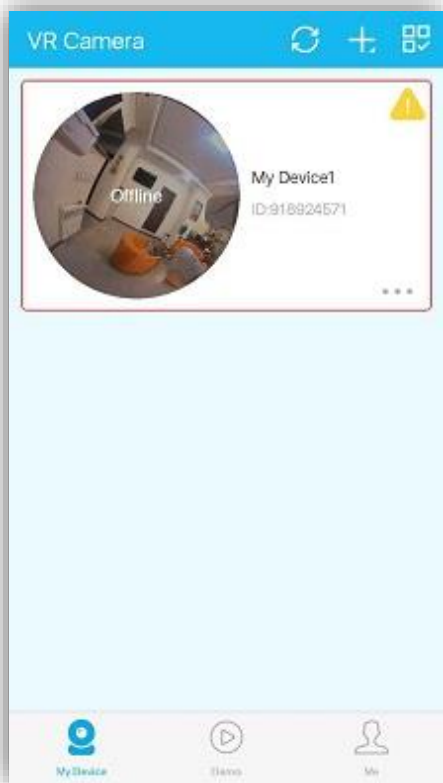 VR Camera
Offline
My Device1
ID:918924571
My Device
Demo
Me